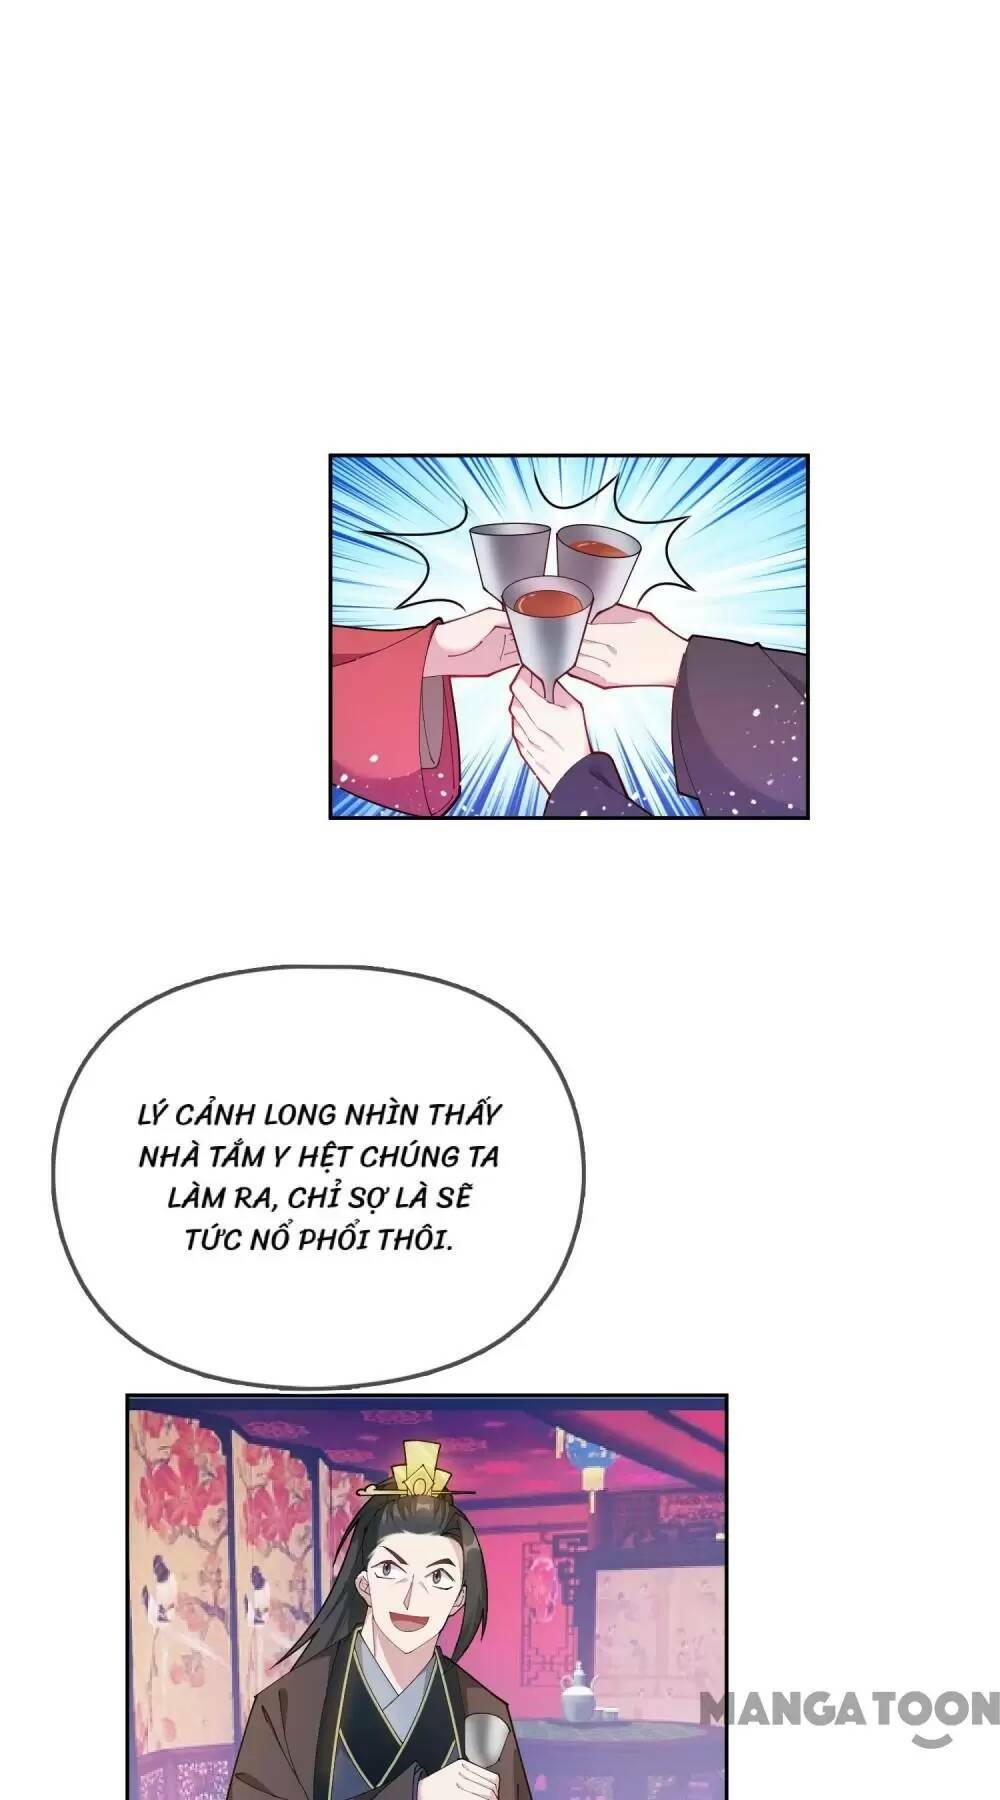 LÝ CẢNH LONG NHÌN THẤY
NHÀ TẮM Y HỆT CHÚNG TA
LÀM RA, CHỈ SỢ LÀ SẼ
TỨC NỔ PHỔI THÔI.
MANGATOON